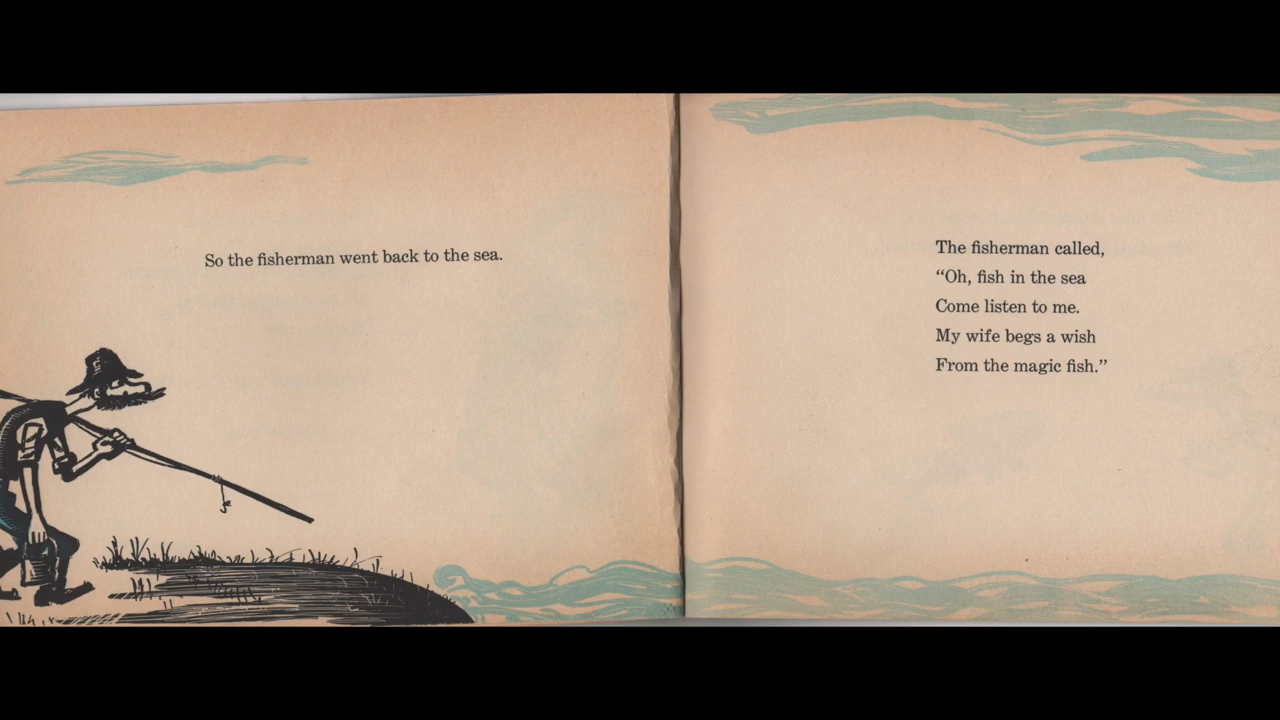 So the fisherman went back to the sea.
The fisherman called,
“Oh, fish in the sea
Come listen to me.
My wife begs a wish
From the magic fish.”